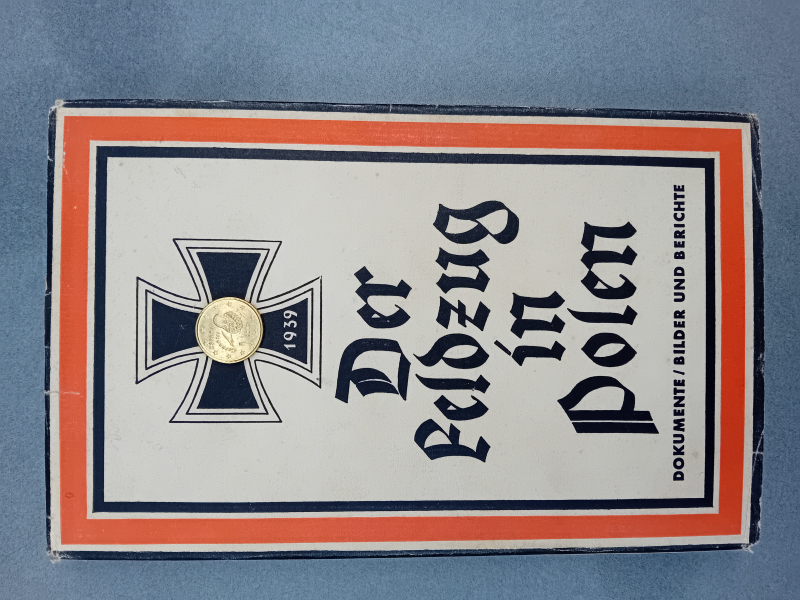 1939
Der
Feldzug
in
Polen
DOKUMENTE / BILDER UND BERICHTE